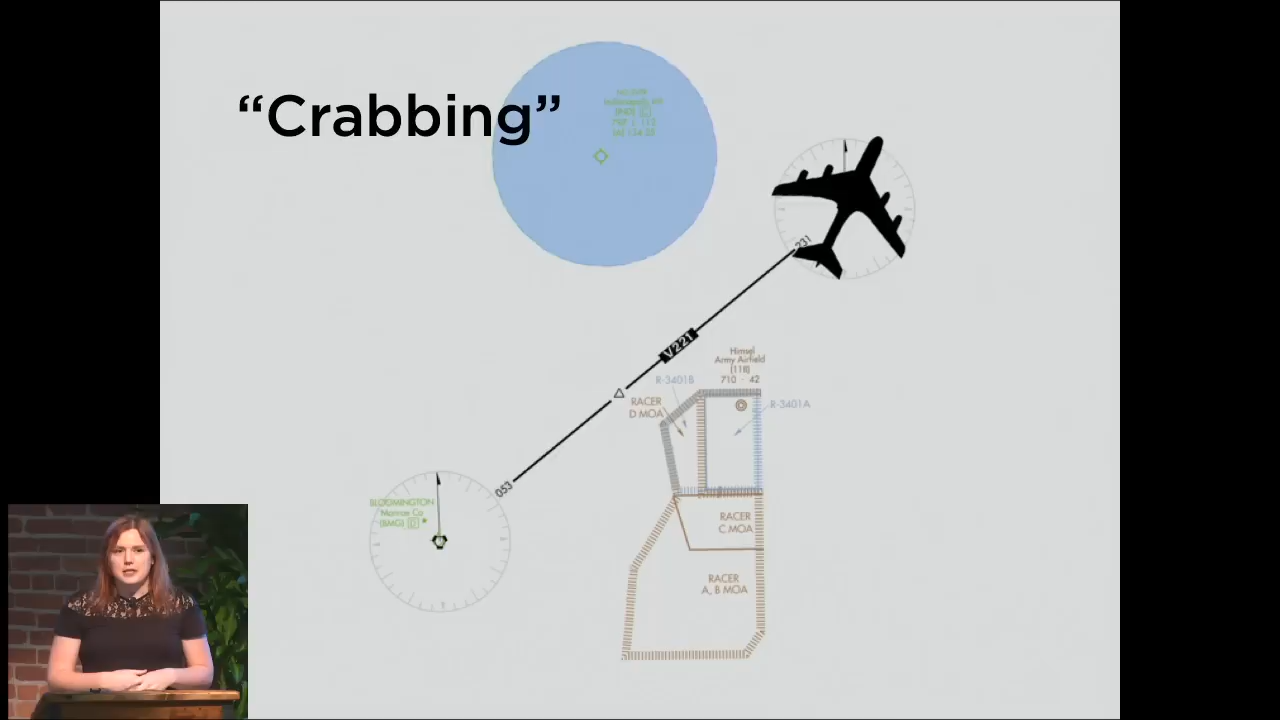 “Crabbing”
231
V221
Himsel
Army Airfield
(118)
710 - 42
R-3401B
RACER
D MOA
R-3401A
053
BLOOMINGTON
Monroe Co
(BMG) D *
RACER
C MOA
RACER
A, B MOA